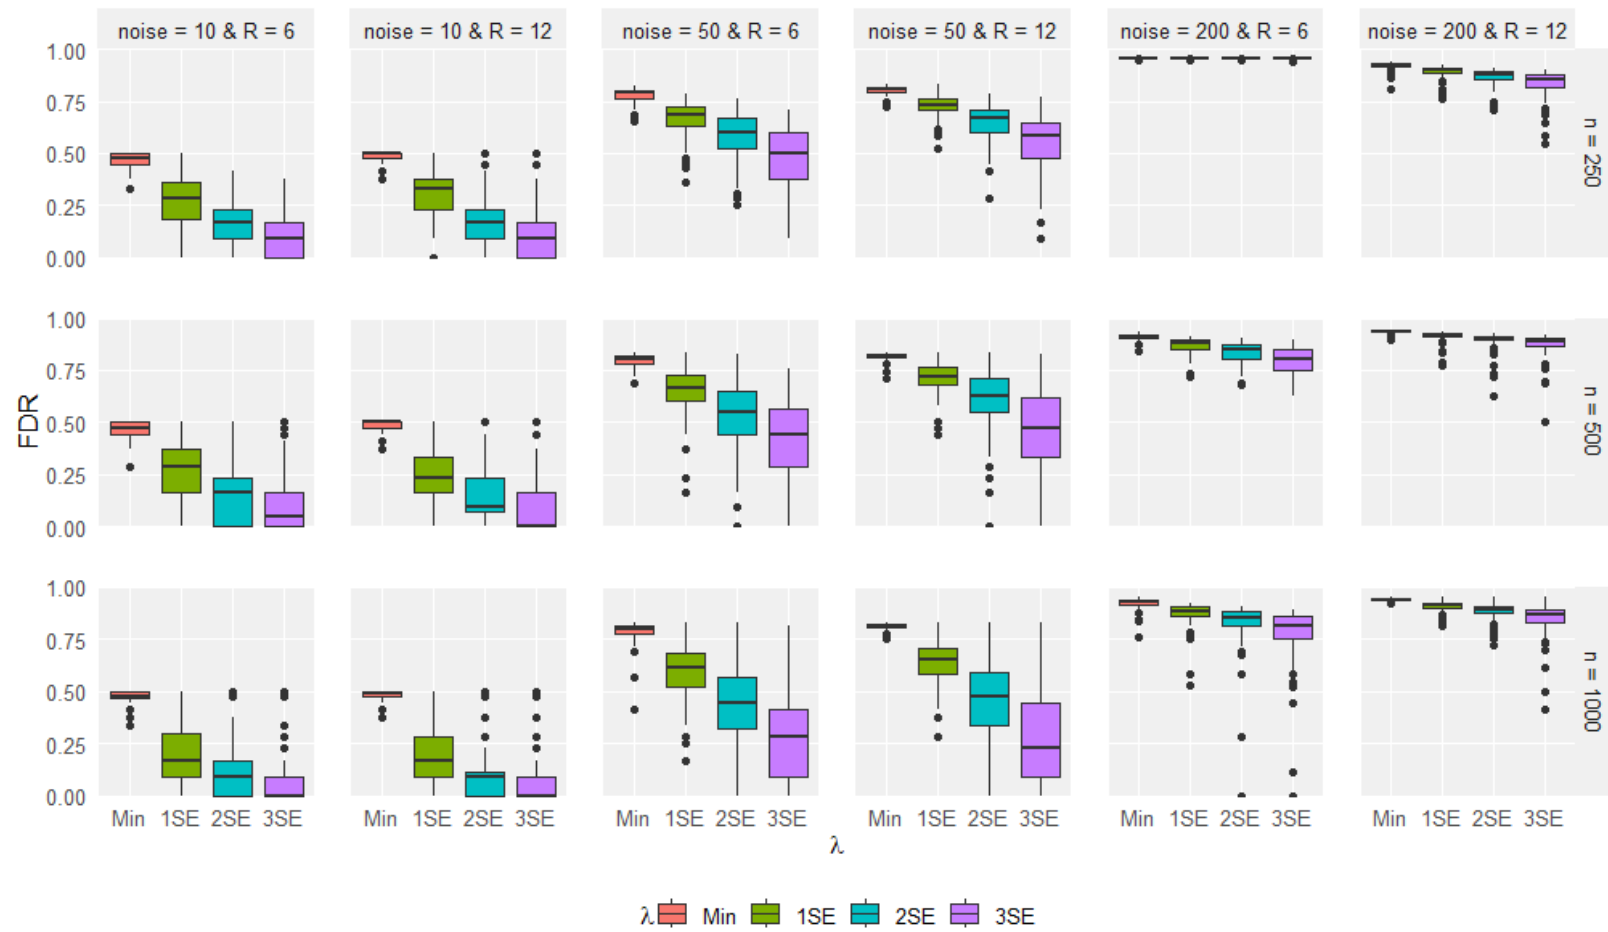 noise = 10 & R = 6
noise = 10 & R = 12
noise = 50 & R = 6
noise = 50 & R = 12
noise = 200 & R = 6
noise = 200 & R = 12
1.00
0.75
0.50
0.25
0.00
n = 250
1.00
0.75
0.50
0.25
0.00
n = 500
FDR
1.00
0.75
0.50
0.25
0.00
n = 1000
Min 1SE 2SE 3SE
Min 1SE 2SE 3SE
Min 1SE 2SE 3SE
Min 1SE 2SE 3SE
Min 1SE 2SE 3SE
Min 1SE 2SE 3SE
λ
λ Min 1SE 2SE 3SE